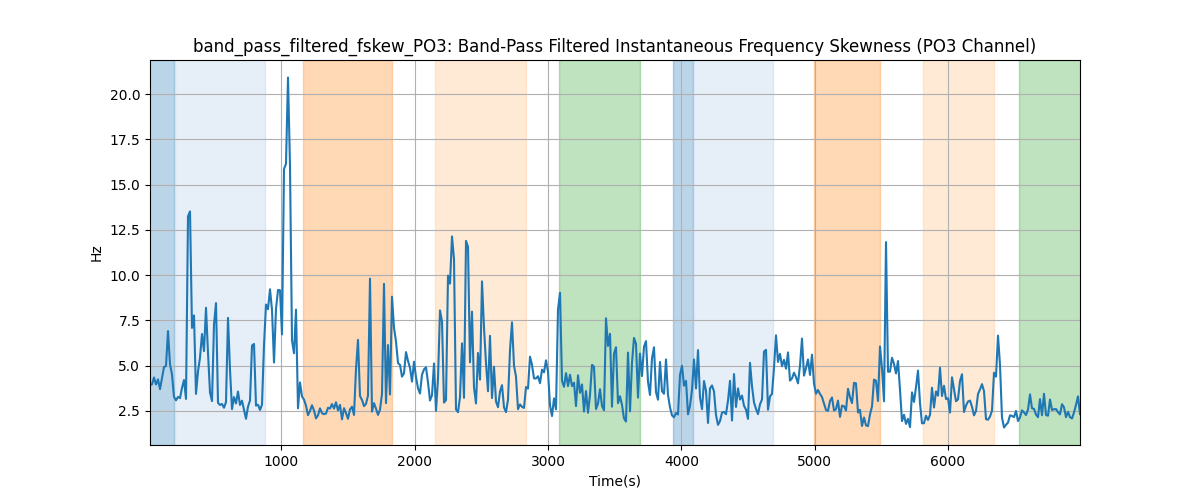 band_pass_filtered_fskew_PO3: Band-Pass Filtered Instantaneous Frequency Skewness (PO3 Channel)
20.0
17.5
15.0
12.5
10.0
7.5
5.0
2.5
Hz
1000 2000 3000 4000 5000 6000
Time(s)